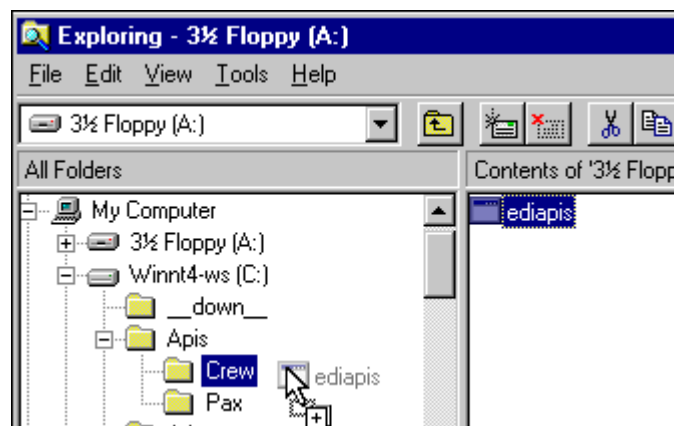 Exploring - 3½ Floppy (A:)
File Edit View Tools Help
3½ Floppy (A:)
All Folders
Contents of '3½ Flopp
My Computer
ediapis
3½ Floppy (A:)
Winnt4-ws (C:)
__down__
Apis
Crew
ediapis
Pax